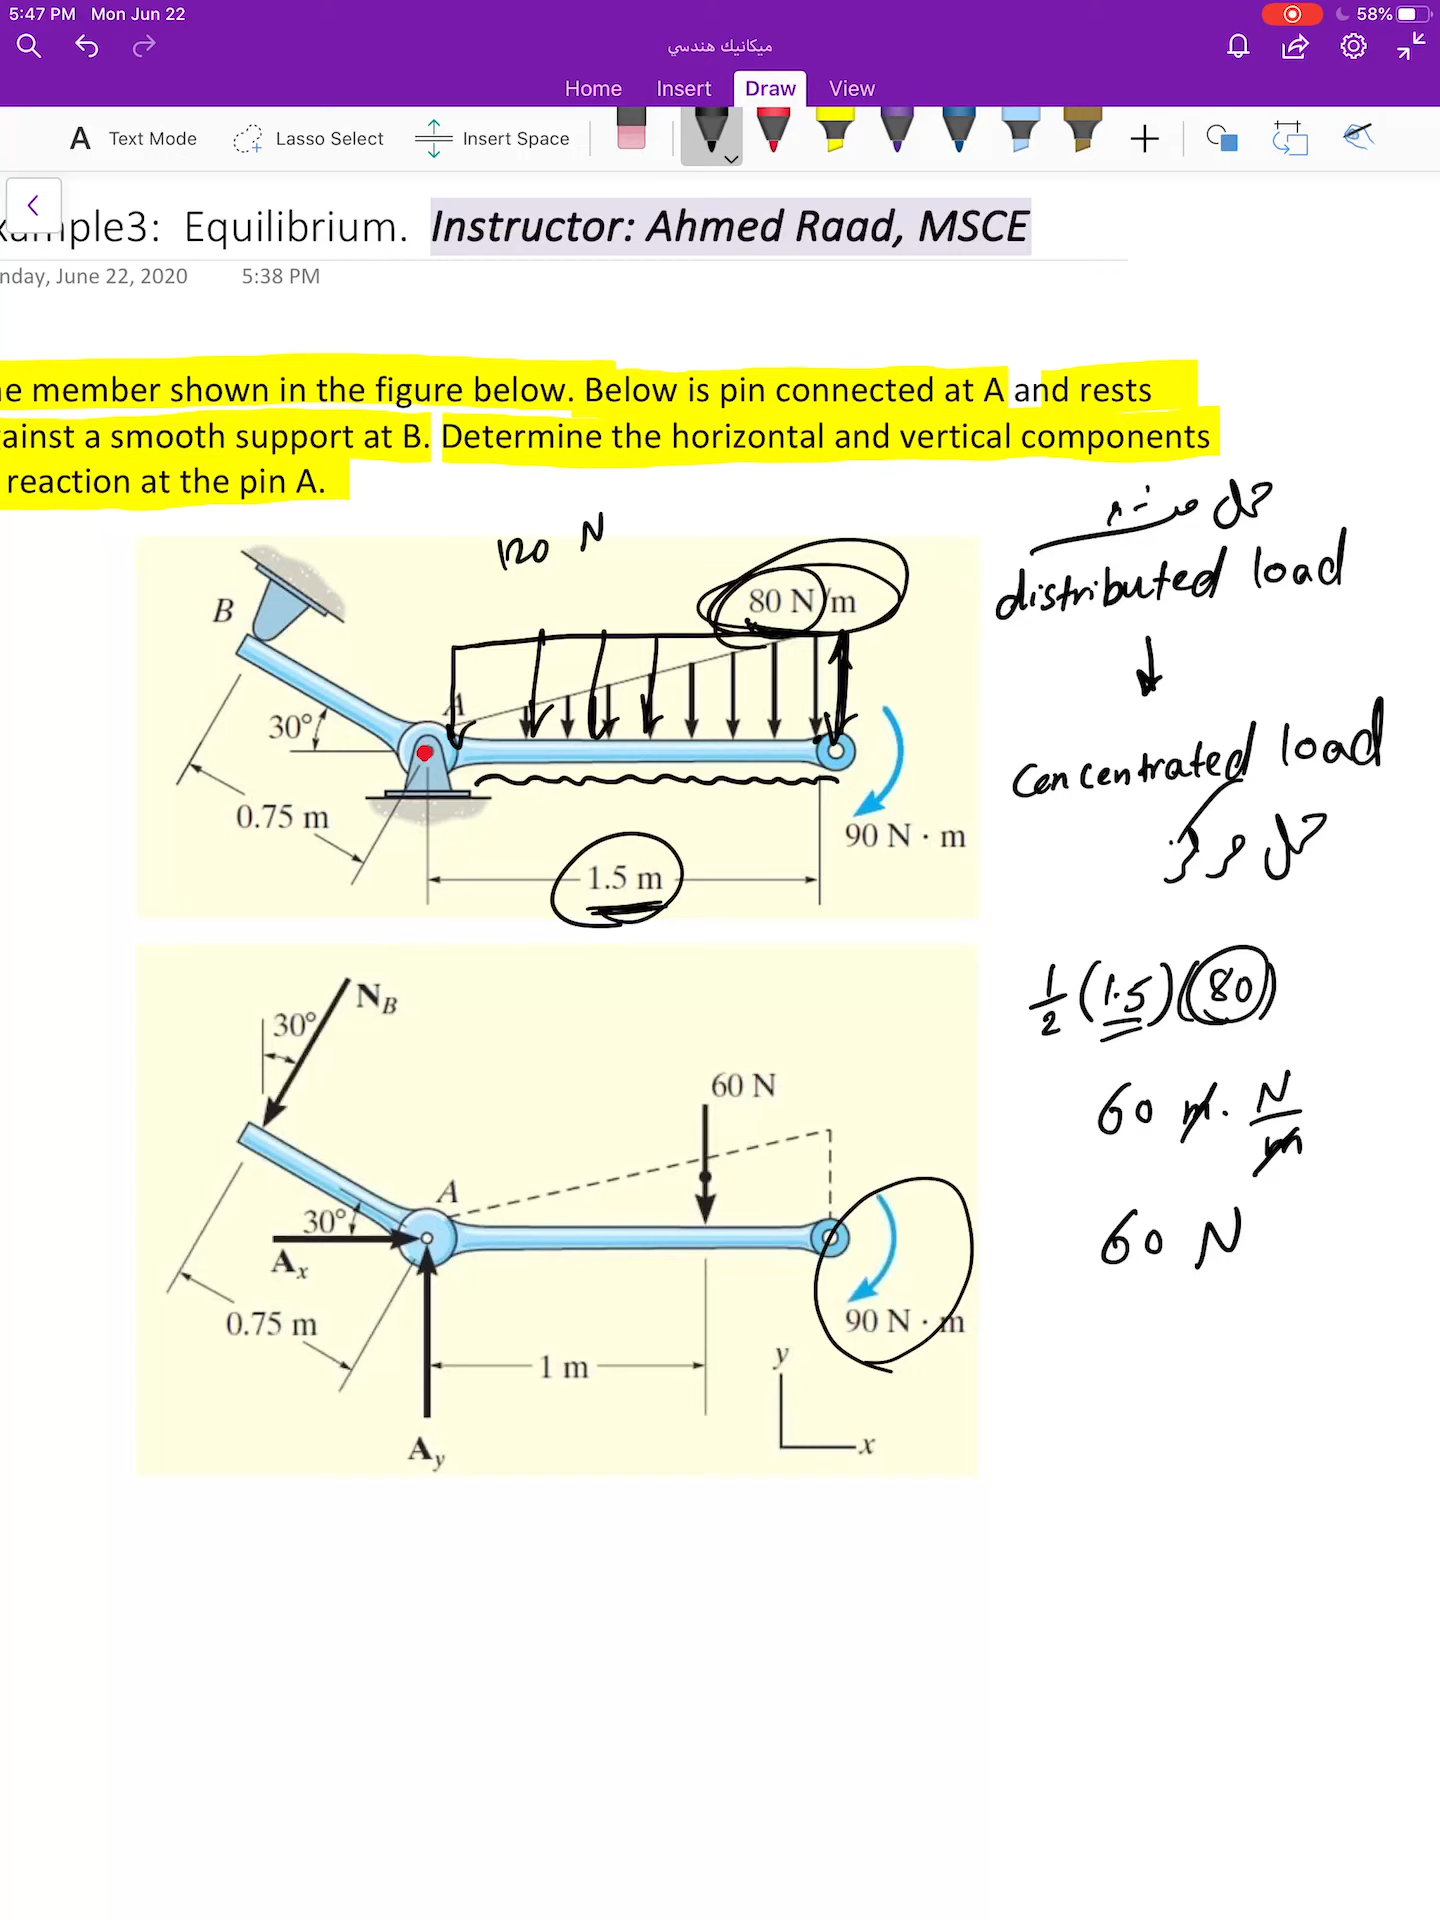 5:47 PM Mon Jun 22
58%
ميكانيك هندسي
Home Insert Draw View
A Text Mode Lasso Select Insert Space
ample3: Equilibrium. Instructor: Ahmed Raad, MSCE
nday, June 22, 2020 5:38 PM
e member shown in the figure below. Below is pin connected at A and rests
ainst a smooth support at B. Determine the horizontal and vertical components
reaction at the pin A.
120 N
حمل
distributed load
B
80 N/m
A
30°
0.75 m
90 N · m
1.5 m
Concentrated load
حمل مركز
1/2 (1.5)(80)
60 m. N/m
60 N
N_B
30°
60 N
A
30°
A_x
0.75 m
90 N · m
1 m
y
x
A_y